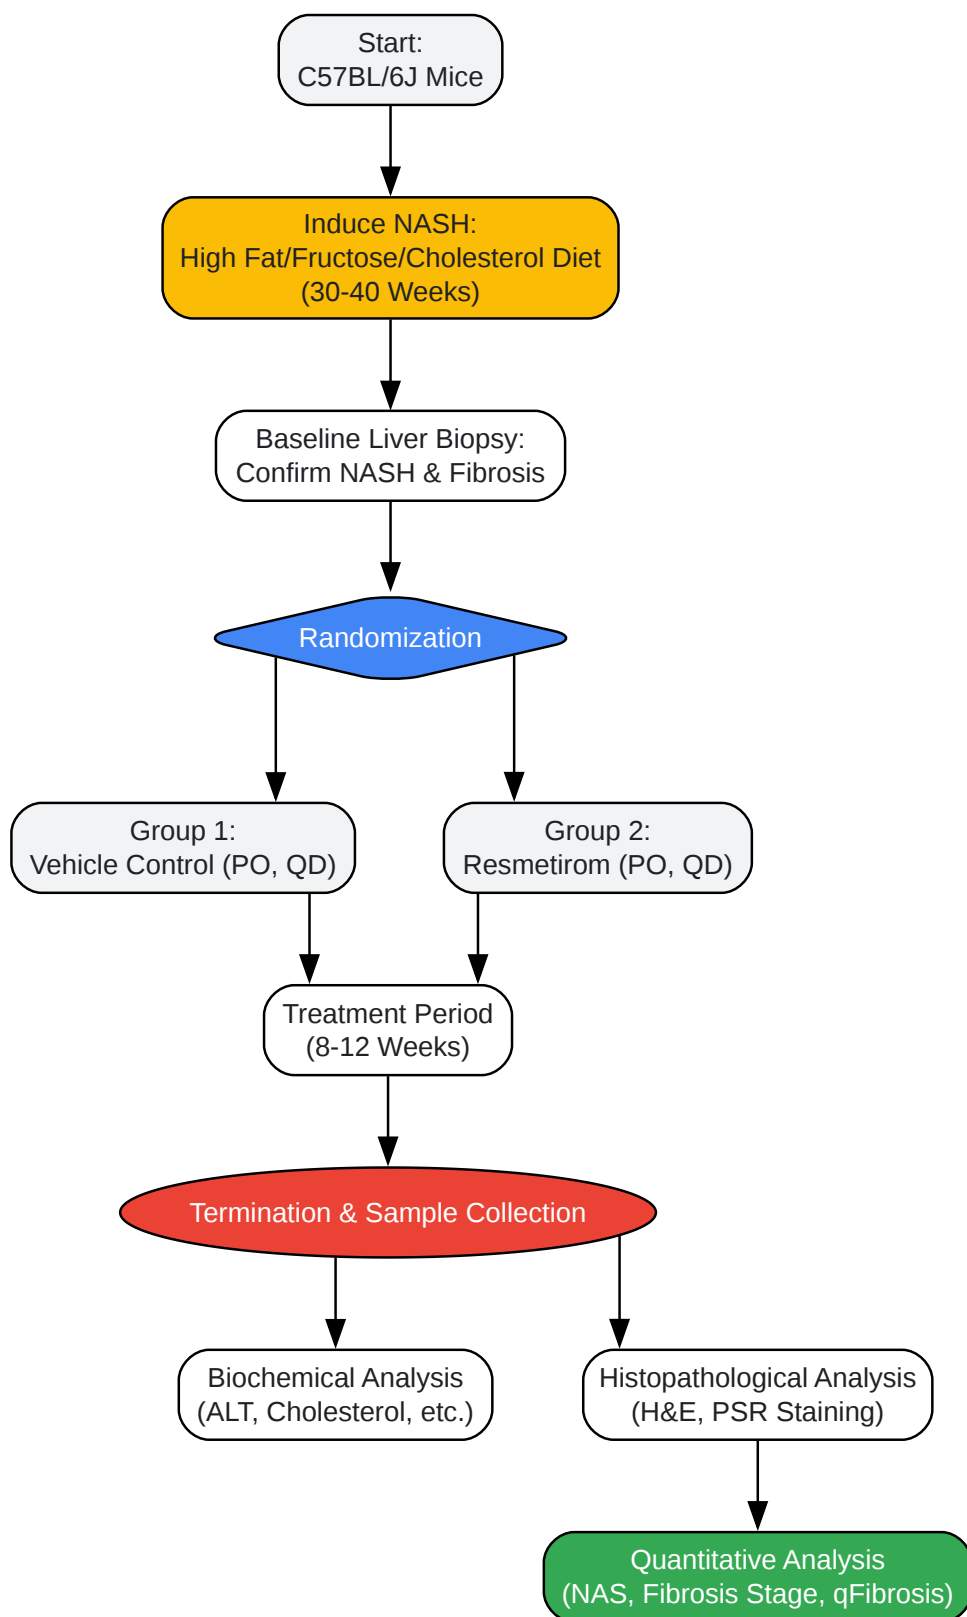 Start:
C57BL/6J Mice
Induce NASH:
High Fat/Fructose/Cholesterol Diet
(30-40 Weeks)
Baseline Liver Biopsy:
Confirm NASH & Fibrosis
Randomization
Group 1:
Vehicle Control (PO, QD)
Group 2:
Resmetirom (PO, QD)
Treatment Period
(8-12 Weeks)
Termination & Sample Collection
Biochemical Analysis
(ALT, Cholesterol, etc.)
Histopathological Analysis
(H&E, PSR Staining)
Quantitative Analysis
(NAS, Fibrosis Stage, qFibrosis)